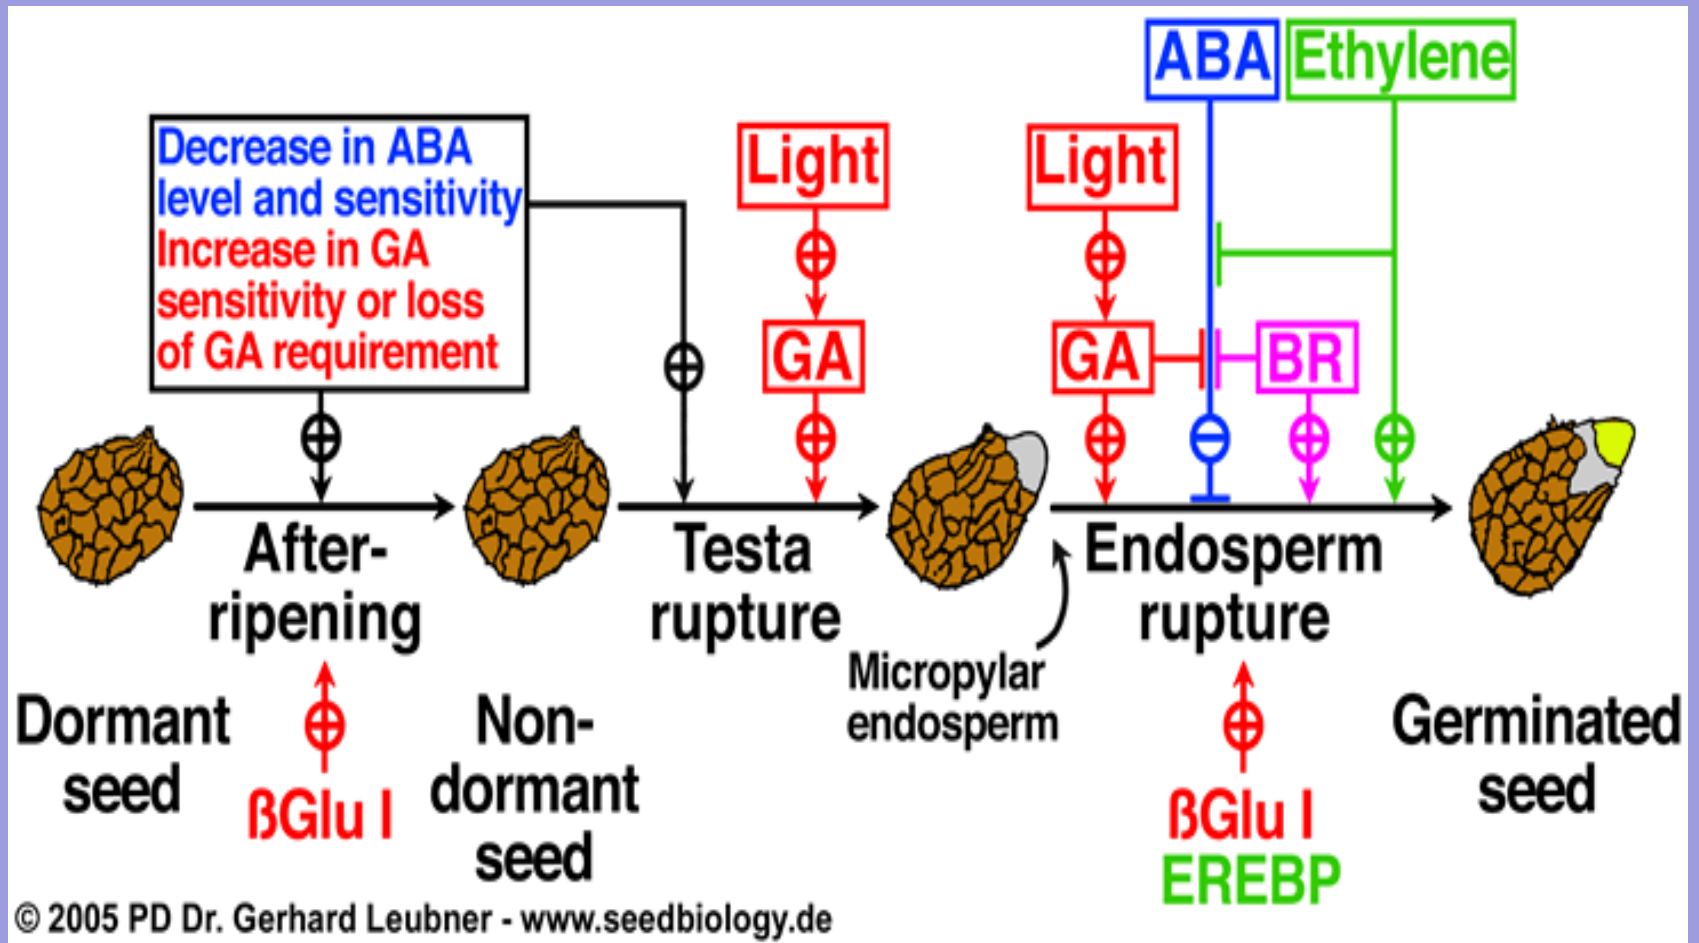 ABA
Ethylene
Decrease in ABA
level and sensitivity
Increase in GA
sensitivity or loss
of GA requirement
Light
Light
GA
GA
BR
After-
ripening
Testa
rupture
Endosperm
rupture
Micropylar
endosperm
Dormant
seed
ßGlu I
Non-
dormant
seed
ßGlu I
EREBP
Germinated
seed
© 2005 PD Dr. Gerhard Leubner - www.seedbiology.de